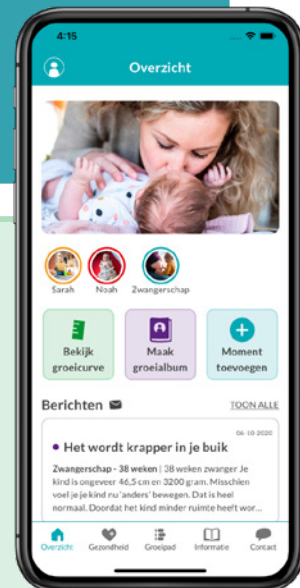 4:15
Overzicht
Sarah Noah Zwangerschap
Bekijk groeicurve
Maak groeialbum
Moment toevoegen
Berichten TOON ALLE
06-10-2020
• Het wordt krapper in je buik
Zwangerschap - 38 weken | 38 weken zwanger Je
kind is ongeveer 46,5 cm en 3200 gram. Misschien
voel je je kind nu 'anders' bewegen. Dat is heel
normaal. Doordat het kind minder ruimte heeft wor...
Overzicht Gezondheid Groeipad Informatie Contact